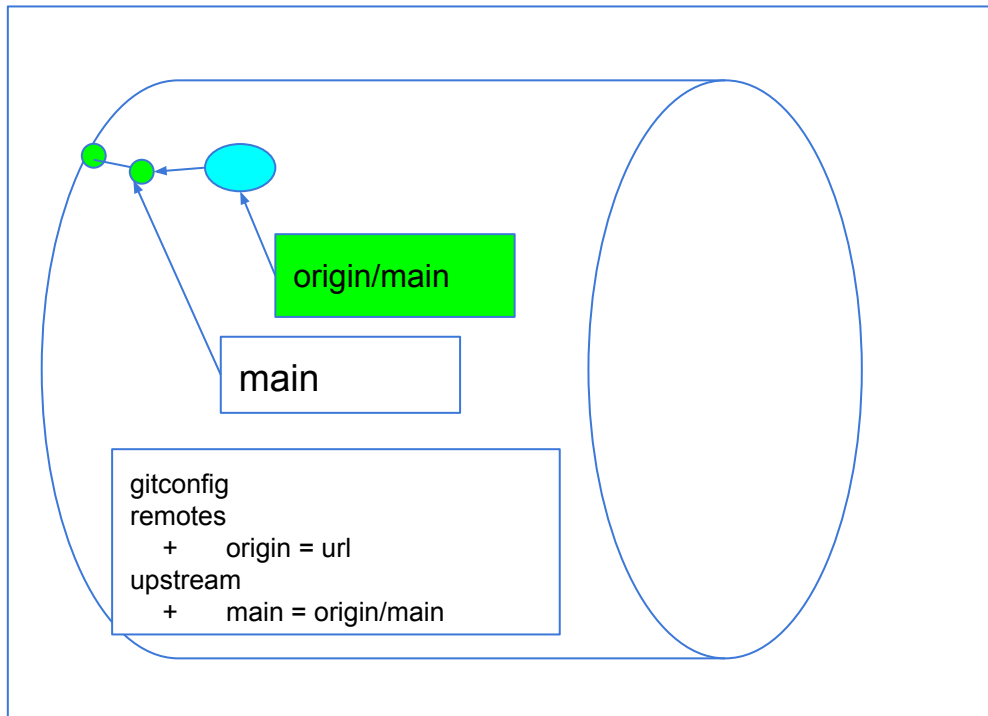 origin/main
main
gitconfig
remotes
+ origin = url
upstream
+ main = origin/main